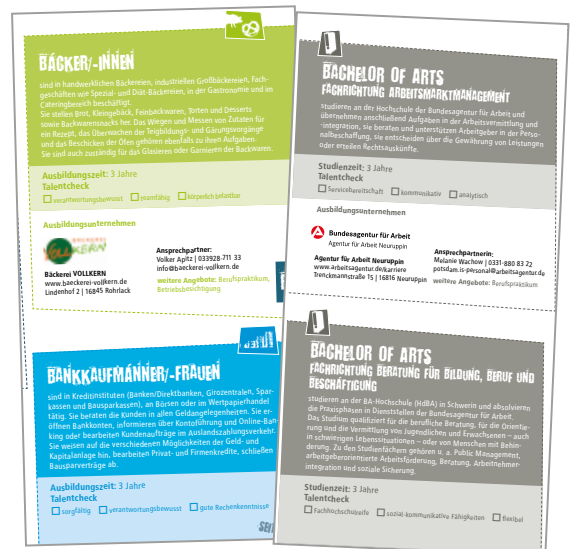 BÄCKER/-INNEN
sind in handwerklichen Bäckereien, industriellen Großbäckereien, Fach-
geschäften wie Spezial- und Diät-Bäckereien, in der Gastronomie und im
Cateringbereich beschäftigt.
Sie stellen Brot, Kleingebäck, Feinbackwaren, Torten und Desserts
sowie Backwarensnacks her. Das Wiegen und Messen von Zutaten für
ein Rezept, das Überwachen der Teigbildungs- und Gärungsvorgänge
und das Beschicken der Öfen gehören ebenfalls zu ihren Aufgaben.
Sie sind auch zuständig für das Glasieren oder Garnieren der Backwaren.
Ausbildungszeit: 3 Jahre
Talentcheck
verantwortungsbewusst teamfähig körperlich belastbar
Ausbildungsunternehmen
BÄCKEREI
VOLLKERN
Bäckerei VOLLKERN
www.baeckerei-vollkern.de
Lindenhof 2 | 16845 Rohrlack
Ansprechpartner:
Volker Apitz | 033928-711 33
info@baeckerei-vollkern.de
weitere Angebote: Berufspraktikum,
Betriebsbesichtigung
BANKKAUFMÄNNER/-FRAUEN
sind in Kreditinstituten (Banken/Direktbanken, Girozentralen, Spar-
kassen und Bausparkassen), an Börsen oder im Wertpapierhandel
tätig. Sie beraten die Kunden in allen Geldangelegenheiten. Sie er-
öffnen Bankkonten, informieren über Kontoführung und Online-Ban-
king oder bearbeiten Kundenaufträge im Auslandszahlungsverkehr.
Sie weisen auf die verschiedenen Möglichkeiten der Geld- und
Kapitalanlage hin, bearbeiten Privat- und Firmenkredite, schließen
Bausparverträge ab.
Ausbildungszeit: 3 Jahre
Talentcheck
sorgfältig verantwortungsbewusst gute Rechenkenntnisse
SEIT
BACHELOR OF ARTS
FACHRICHTUNG ARBEITSMARKTMANAGEMENT
studieren an der Hochschule der Bundesagentur für Arbeit und
übernehmen anschließend Aufgaben in der Arbeitsvermittlung und
-integration, sie beraten und unterstützen Arbeitgeber in der Perso-
nalbeschaffung, sie entscheiden über die Gewährung von Leistungen
oder erteilen Rechtsauskünfte.
Studienzeit: 3 Jahre
Talentcheck
Servicebereitschaft kommunikativ analytisch
Ausbildungsunternehmen
Bundesagentur für Arbeit
Agentur für Arbeit Neuruppin
Agentur für Arbeit Neuruppin
www.arbeitsagentur.de/karriere
Trenckmannstraße 15 | 16816 Neuruppin
Ansprechpartnerin:
Melanie Wachow | 0331-880 83 22
potsdam.is-personal@arbeitsagentur.de
weitere Angebote: Berufspraktikum
BACHELOR OF ARTS
FACHRICHTUNG BERATUNG FÜR BILDUNG, BERUF UND
BESCHÄFTIGUNG
studieren an der BA-Hochschule (HdBA) in Schwerin und absolvieren
die Praxisphasen in Dienststellen der Bundesagentur für Arbeit.
Das Studium qualifiziert für die berufliche Beratung, für die Orientie-
rung und die Vermittlung von Jugendlichen und Erwachsenen – auch
in schwierigen Lebenssituationen – oder von Menschen mit Behin-
derung. Zu den Studienfächern gehören u. a. Public Management,
arbeitgeberorientierte Arbeitsförderung, Beratung, Arbeitnehmer-
integration und soziale Sicherung.
Studienzeit: 3 Jahre
Talentcheck
Fachhochschulreife sozial-kommunikative Fähigkeiten flexibel